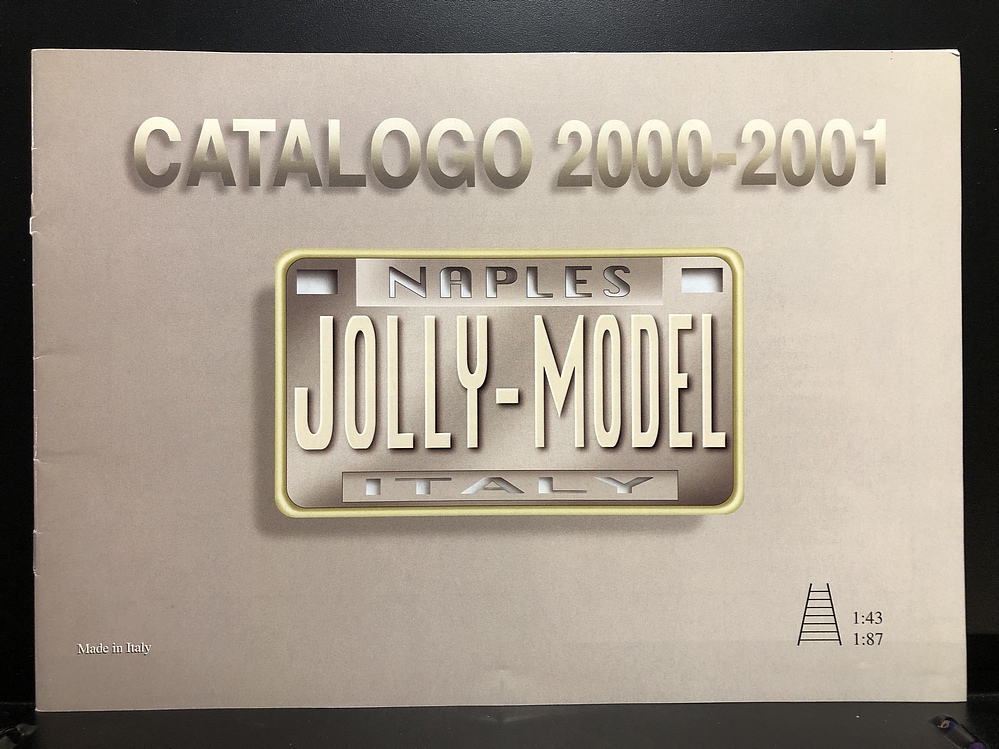 CATALOGO 2000-2001
NAPLES
JOLLY-MODEL
ITALY
Made in Italy
1:43
1:87